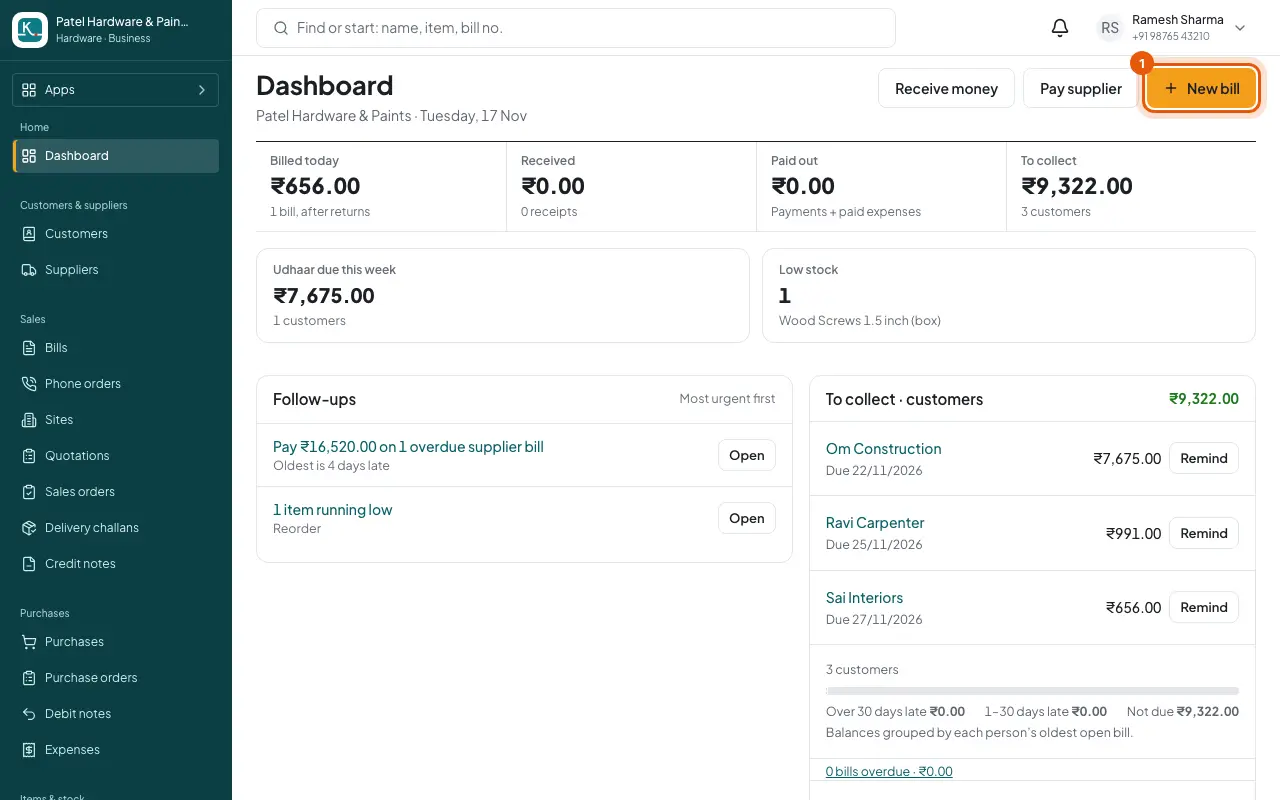 Patel Hardware & Pain…
Hardware · Business
Apps
Home
Dashboard
Customers & suppliers
Customers
Suppliers
Sales
Bills
Phone orders
Sites
Quotations
Sales orders
Delivery challans
Credit notes
Purchases
Purchases
Purchase orders
Debit notes
Expenses
Items & stock
Find or start: name, item, bill no.
RS
Ramesh Sharma
+91 98765 43210
Dashboard
Patel Hardware & Paints · Tuesday, 17 Nov
Receive money
Pay supplier
1
+ New bill
Billed today
₹656.00
1 bill, after returns
Received
₹0.00
0 receipts
Paid out
₹0.00
Payments + paid expenses
To collect
₹9,322.00
3 customers
Udhaar due this week
₹7,675.00
1 customers
Low stock
1
Wood Screws 1.5 inch (box)
Follow-ups
Most urgent first
Pay ₹16,520.00 on 1 overdue supplier bill
Oldest is 4 days late
Open
1 item running low
Reorder
Open
To collect · customers
₹9,322.00
Om Construction
Due 22/11/2026
₹7,675.00
Remind
Ravi Carpenter
Due 25/11/2026
₹991.00
Remind
Sai Interiors
Due 27/11/2026
₹656.00
Remind
3 customers
Over 30 days late ₹0.00
1–30 days late ₹0.00
Not due ₹9,322.00
Balances grouped by each person's oldest open bill.
0 bills overdue · ₹0.00